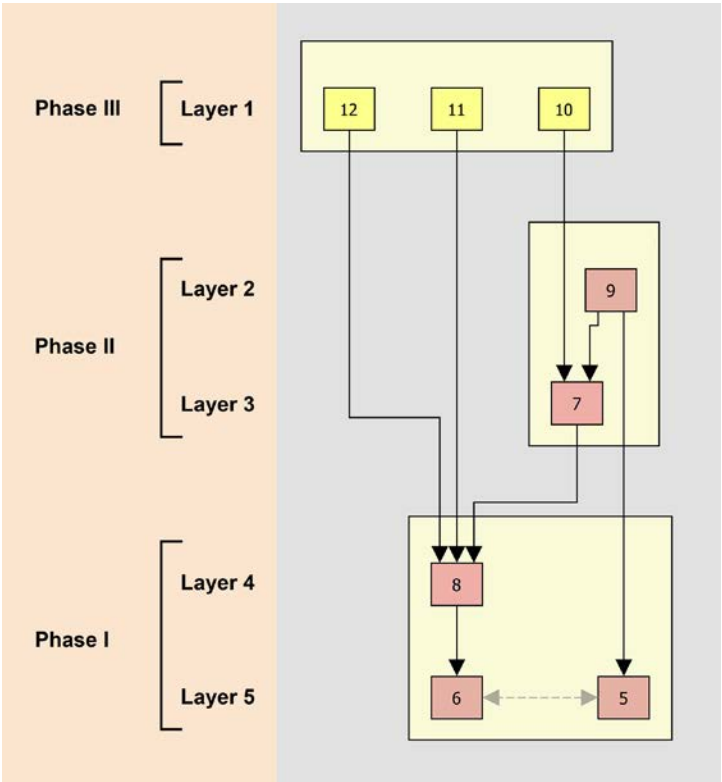 Phase III
Layer 1
12
11
10
Layer 2
9
Phase II
Layer 3
7
Layer 4
8
Phase I
Layer 5
6
5